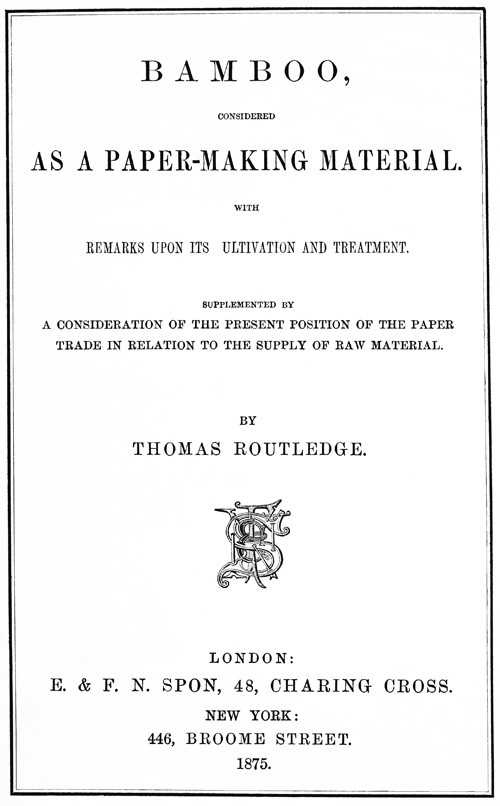 BAMBOO,
CONSIDERED
AS A PAPER-MAKING MATERIAL.
WITH
REMARKS UPON ITS ULTIVATION AND TREATMENT.
SUPPLEMENTED BY
A CONSIDERATION OF THE PRESENT POSITION OF THE PAPER
TRADE IN RELATION TO THE SUPPLY OF RAW MATERIAL.
BY
THOMAS ROUTLEDGE.
LONDON:
E. & F. N. SPON, 48, CHARING CROSS.
NEW YORK:
446, BROOME STREET.
1875.